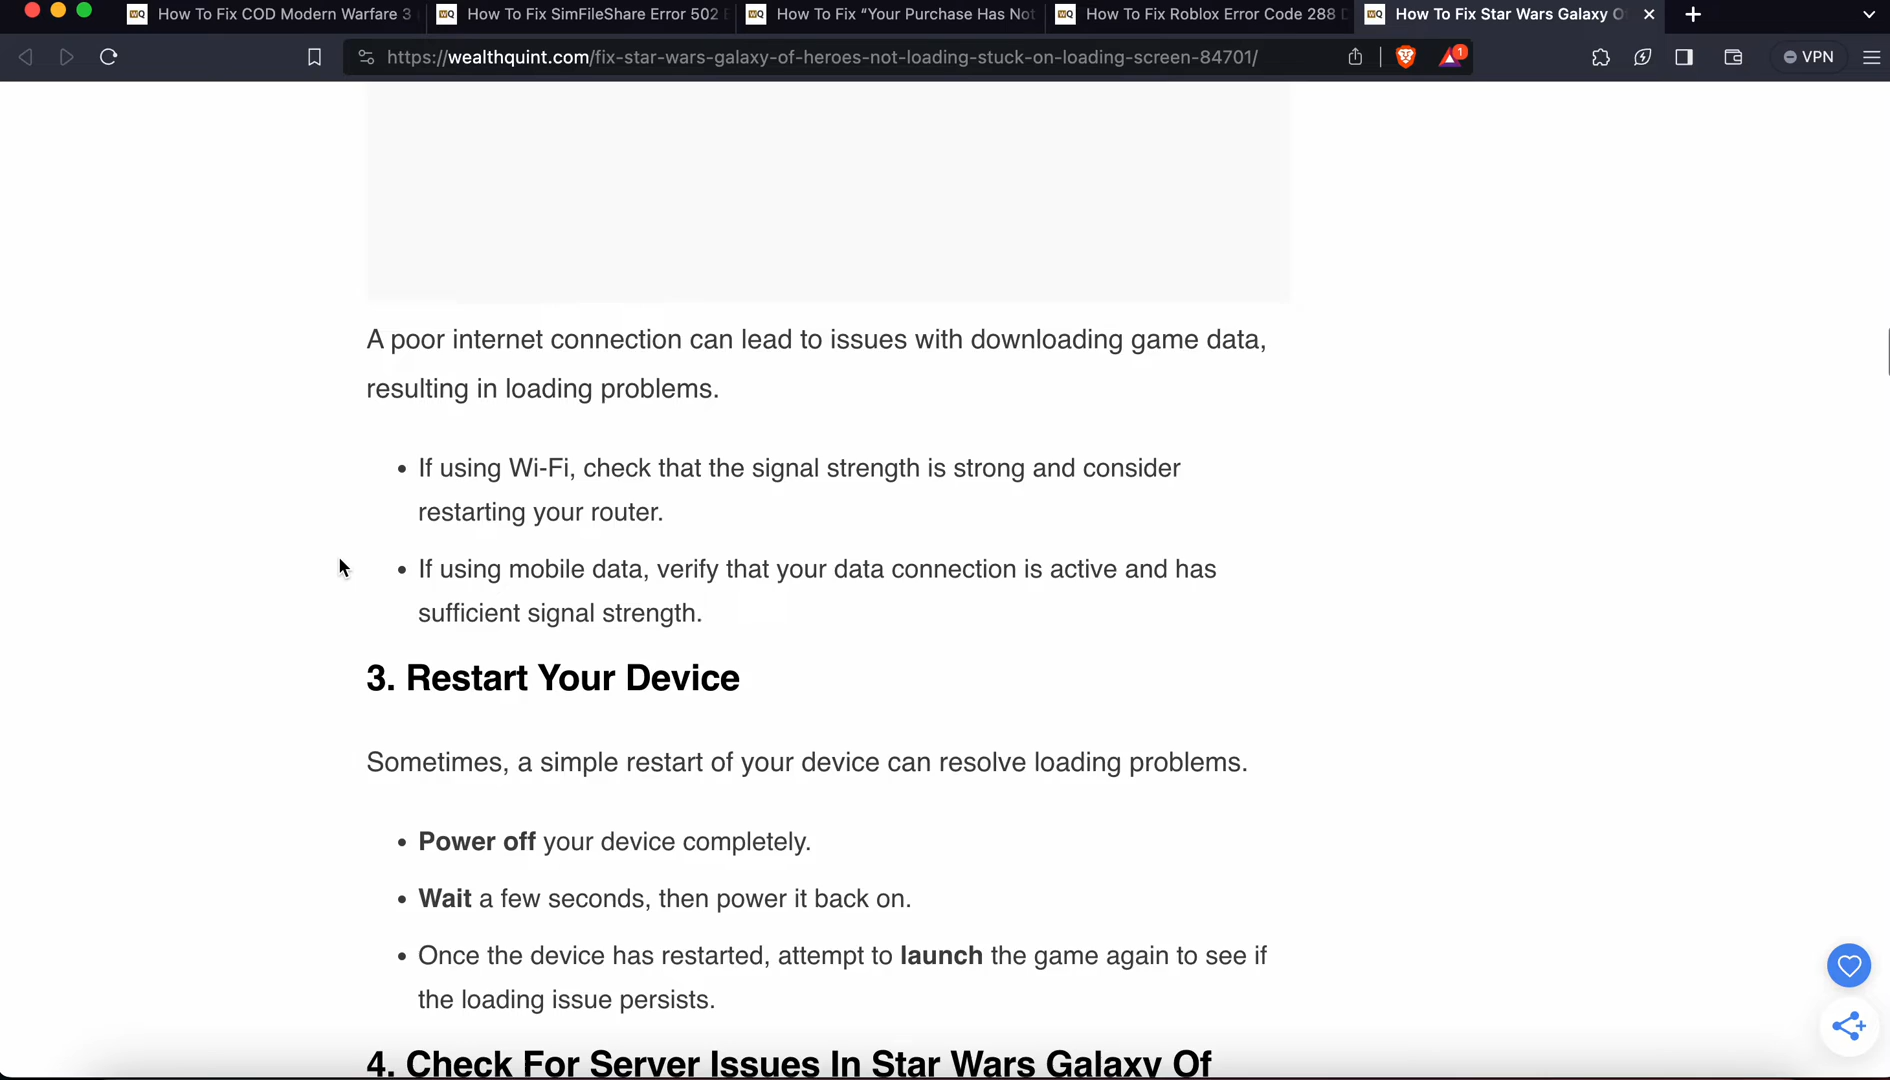 WQ How To Fix COD Modern Warfare 3
WQ How To Fix SimFileShare Error 502
WQ How To Fix “Your Purchase Has Not
WQ How To Fix Roblox Error Code 288
WQ How To Fix Star Wars Galaxy O
https://wealthquint.com/fix-star-wars-galaxy-of-heroes-not-loading-stuck-on-loading-screen-84701/
1
VPN
A poor internet connection can lead to issues with downloading game data,
resulting in loading problems.
• If using Wi-Fi, check that the signal strength is strong and consider
restarting your router.
• If using mobile data, verify that your data connection is active and has
sufficient signal strength.
3. Restart Your Device
Sometimes, a simple restart of your device can resolve loading problems.
• Power off your device completely.
• Wait a few seconds, then power it back on.
• Once the device has restarted, attempt to launch the game again to see if
the loading issue persists.
4. Check For Server Issues In Star Wars Galaxy Of